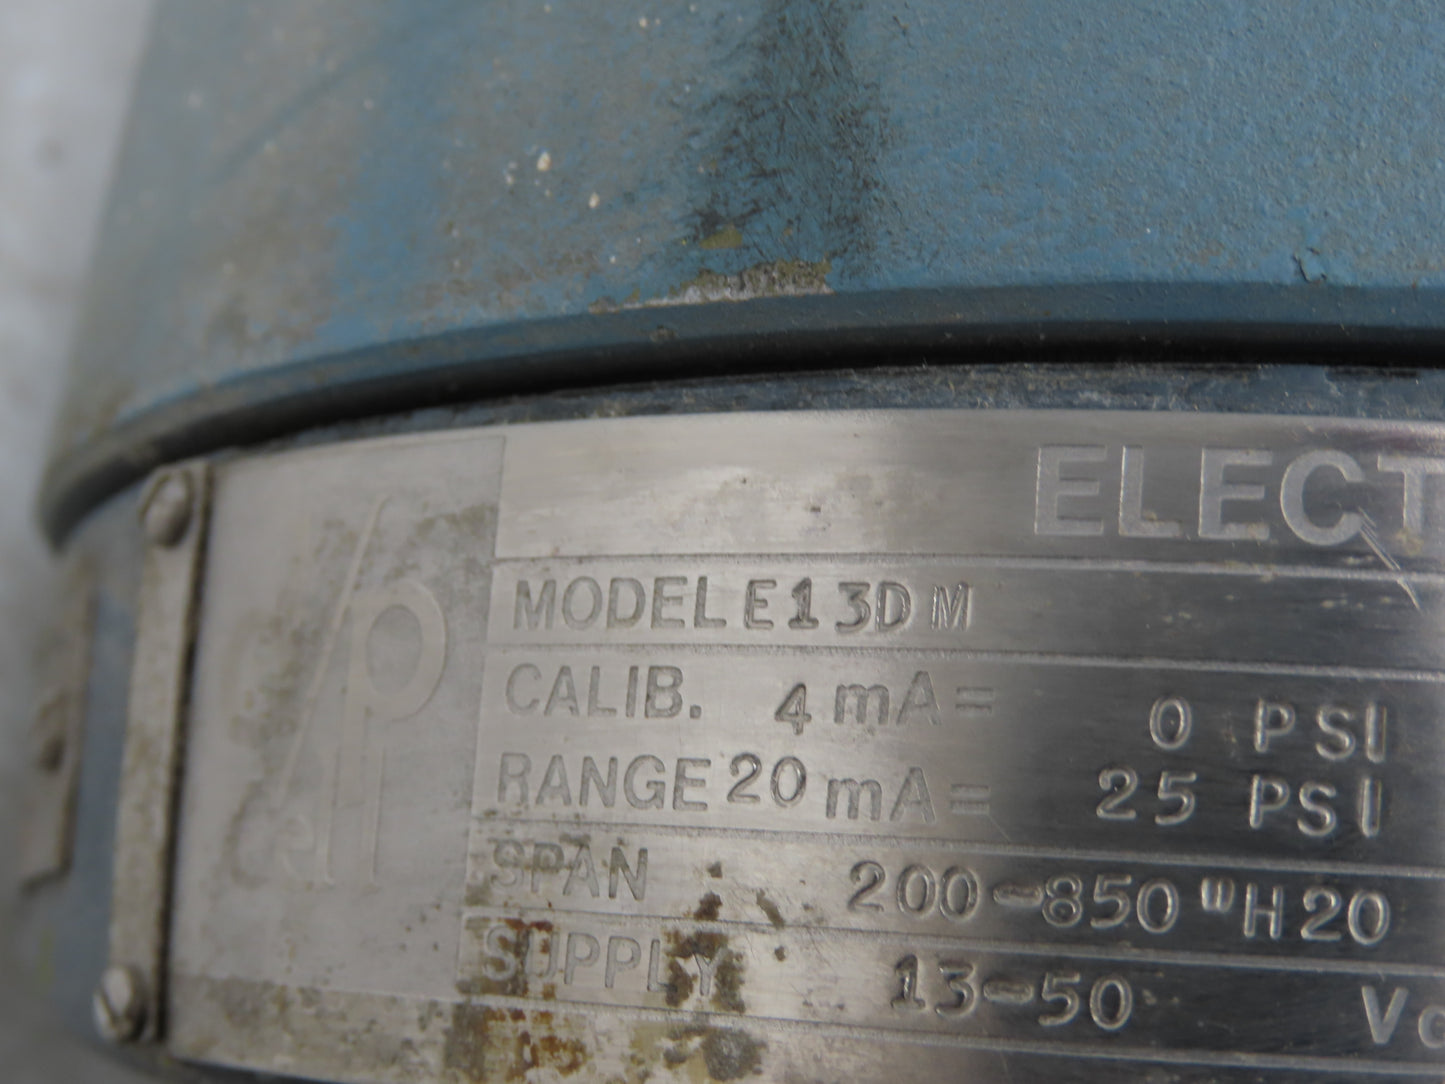 ELECT
d/p cell
MODEL E13DM
CALIB. 4 mA = 0 PSI
RANGE 20 mA = 25 PSI
SPAN 200-850 "H20
SUPPLY 13-50 V